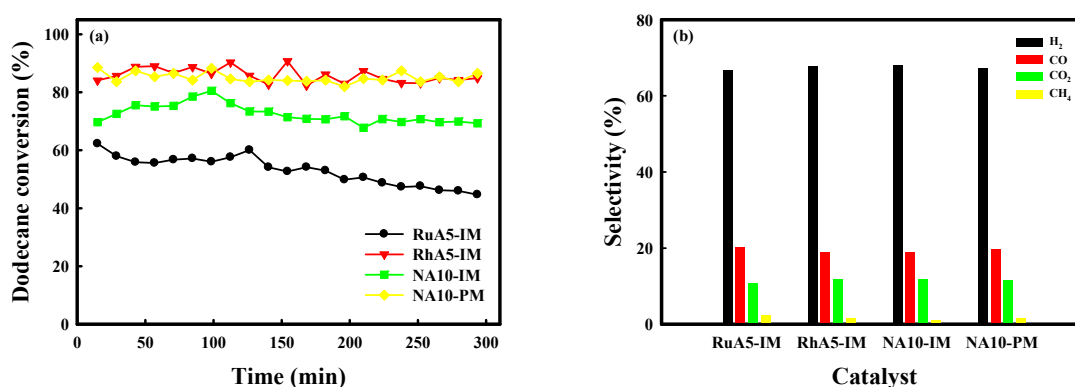 (a)
Dodecane conversion (%)
100
80
60
40
20
0
RuA5-IM
RhA5-IM
NA10-IM
NA10-PM
0 50 100 150 200 250 300
Time (min)
(b)
Selectivity (%)
80
60
40
20
0
H₂
CO
CO₂
CH₄
RuA5-IM RhA5-IM NA10-IM NA10-PM
Catalyst